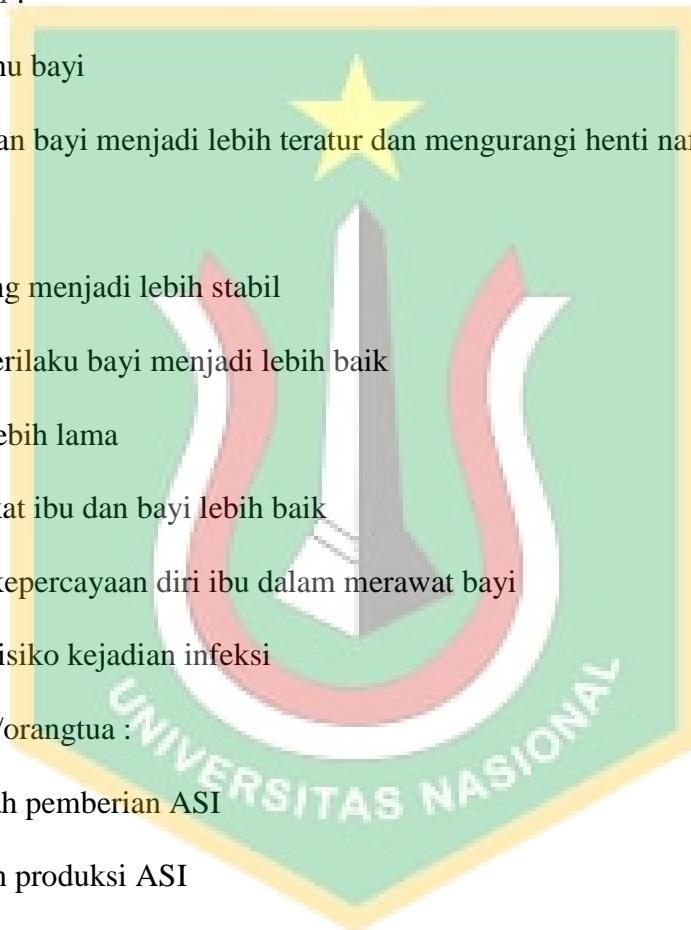 bayi
an bayi menjadi lebih teratur dan mengurangi henti naf
ng menjadi lebih stabil
erilaku bayi menjadi lebih baik
ebih lama
kat ibu dan bayi lebih baik
kepercayaan diri ibu dalam merawat bayi
isiko kejadian infeksi
/orangtua :
ah pemberian ASI
n produksi ASI
UNIVERSITAS NASIONAL